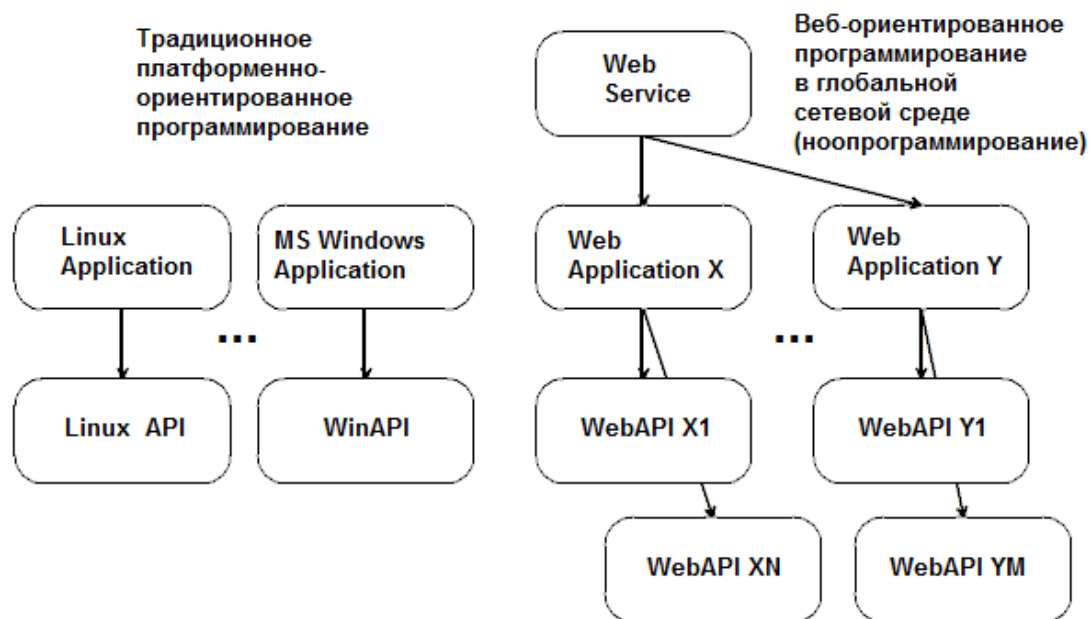 Традиционное
платформенно-
ориентированное
программирование
Веб-ориентированное
программирование
в глобальной
сетевой среде
(ноопрограммирование)
Web
Service
Linux
Application
MS Windows
Application
Web
Application X
Web
Application Y
...
...
Linux API
WinAPI
WebAPI X1
WebAPI Y1
WebAPI XN
WebAPI YM